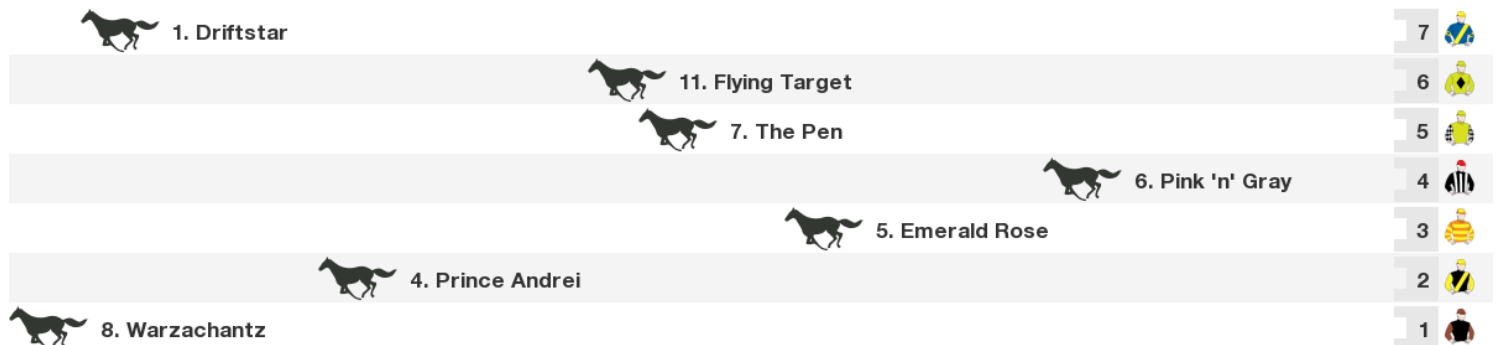 1. Driftstar 7
11. Flying Target 6
7. The Pen 5
6. Pink 'n' Gray 4
5. Emerald Rose 3
4. Prince Andrei 2
8. Warzachantz 1